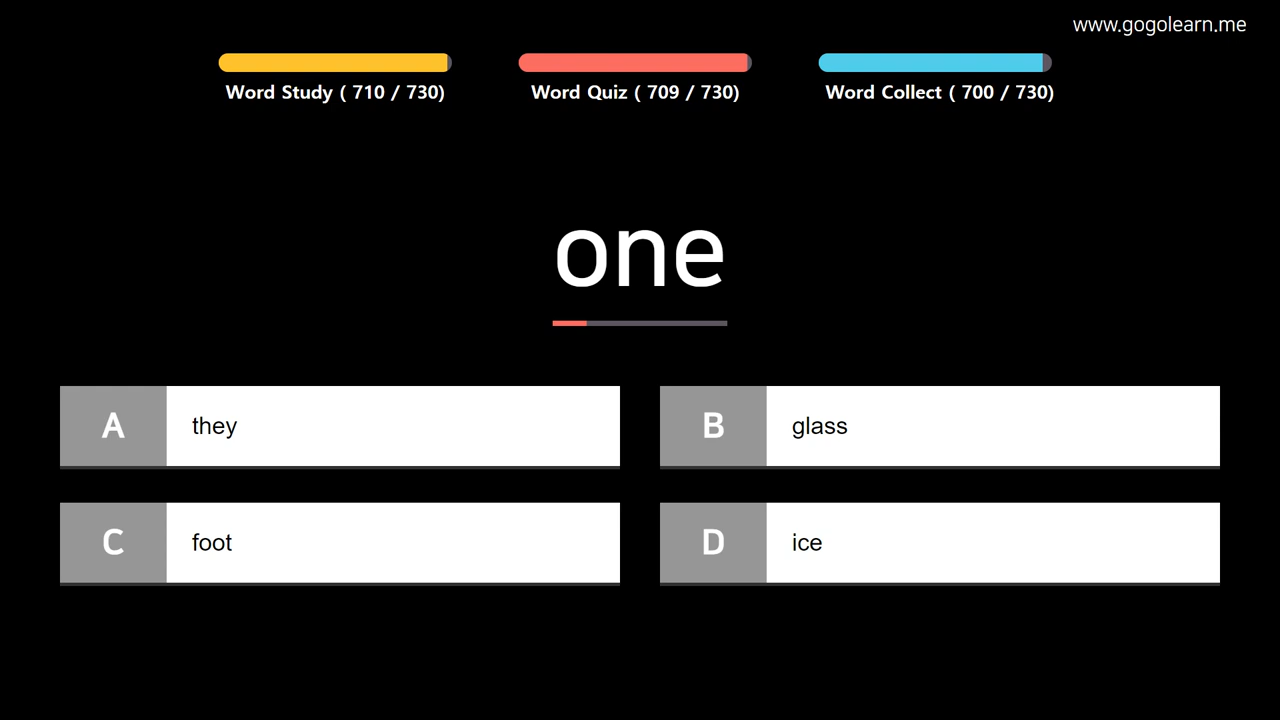 www.gogolearn.me
Word Study ( 710 / 730)
Word Quiz ( 709 / 730)
Word Collect ( 700 / 730)
one
A they
B glass
C foot
D ice